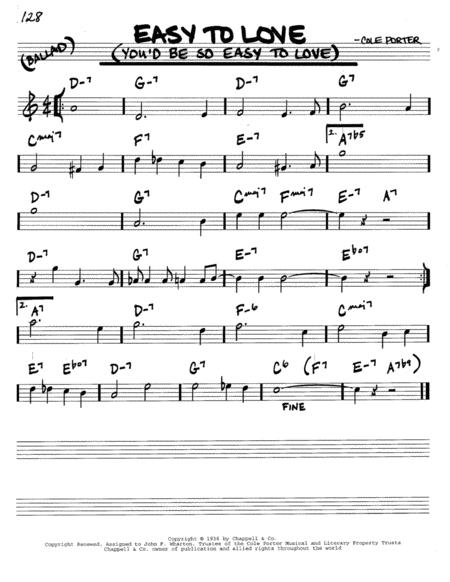 128
EASY TO LOVE
(BALLAD)
(YOU'D BE SO EASY TO LOVE)
-COLE PORTER
D-7 G-7 D-7 G7
Cmaj7 F7 E-7 1. A7b5
D-7 G7 Cmaj7 Fmaj7 E-7 A7
D-7 G7 E-7 Ebo7
2. A7 D-7 F-6 Cmaj7
E7 Ebo7 D-7 G7 C6 (F7 E-7 A7b9)
FINE
Copyright © 1936 by Chappell & Co.
Copyright Renewed, Assigned to John F. Wharton, Trustee of the Cole Porter Musical and Literary Property Trusts
Chappell & Co. owner of publication and allied rights throughout the world